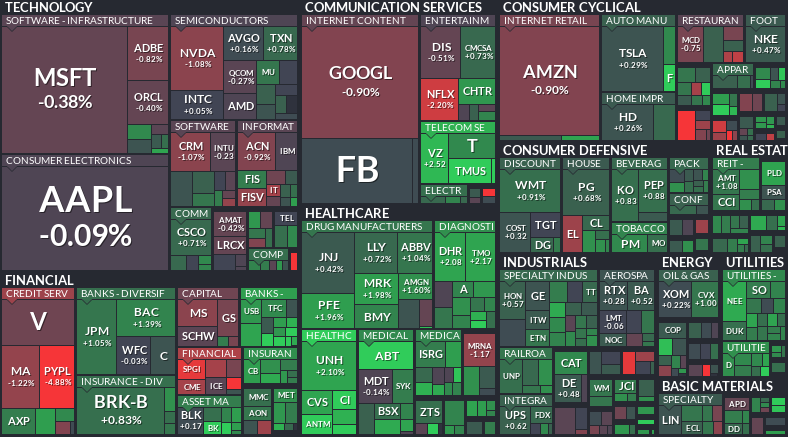 TECHNOLOGY
SOFTWARE - INFRASTRUCTURE
MSFT
-0.38%
ADBE
-0.82%
ORCL
-0.40%
CONSUMER ELECTRONICS
AAPL
-0.09%
SEMICONDUCTORS
NVDA
-1.08%
AVGO
+0.16%
TXN
+0.78%
QCOM
-0.27%
MU
INTC
+0.05%
AMD
SOFTWARE
CRM
-1.07%
INTU
-0.23
INFORMAT
ACN
-0.92%
IBM
FIS
FISV
IT
COMM
CSCO
+0.71%
AMAT
-0.42%
LRCX
TEL
COMP
COMMUNICATION SERVICES
INTERNET CONTENT
GOOGL
-0.90%
FB
ENTERTAINM
DIS
-0.51%
CMCSA
+0.73%
NFLX
-2.20%
CHTR
TELECOM SE
VZ
+2.52
T
TMUS
ELECTR
CONSUMER CYCLICAL
INTERNET RETAIL
AMZN
-0.90%
AUTO MANU
TSLA
+0.29%
F
HOME IMPR
HD
+0.26%
RESTAURAN
MCD
-0.75
FOOT
NKE
+0.47%
APPAR
CONSUMER DEFENSIVE
DISCOUNT
WMT
+0.91%
COST
+0.32
TGT
DG
HOUSE
PG
+0.68%
EL
CL
BEVERAG
KO
+0.83
PEP
+0.88
TOBACCO
PM
MO
PACK
CONF
REAL ESTAT
REIT -
AMT
+1.08
CCI
PLD
PSA
HEALTHCARE
DRUG MANUFACTURERS
JNJ
-0.42%
LLY
+0.72%
ABBV
+1.04%
MRK
+1.98%
AMGN
+1.60%
PFE
+1.96%
BMY
DIAGNOSTI
DHR
+2.08
TMO
+2.17
A
HEALTHC
UNH
+2.10%
CVS
CI
ANTM
MEDICAL
ABT
MDT
-0.14%
SYK
BSX
MEDICA
ISRG
ZTS
MRNA
-1.17
FINANCIAL
CREDIT SERV
V
MA
-1.22%
PYPL
-4.88%
AXP
BANKS - DIVERSIF
JPM
+1.05%
BAC
+1.39%
WFC
-0.03%
C
INSURANCE - DIV
BRK-B
+0.83%
CAPITAL
MS
GS
SCHW
FINANCIAL
SPGI
CME
ICE
ASSET MA
BLK
+0.17
BK
BANKS -
USB
TFC
INSURAN
CB
MMC
MET
AON
INDUSTRIALS
SPECIALTY INDUS
HON
+0.57
GE
ITW
ETN
TT
AEROSPA
RTX
+0.28
BA
+0.52
LMT
-0.06
NOC
RAILROA
UNP
CAT
DE
+0.48
WM
JCI
INTEGRA
UPS
+0.62
FDX
ENERGY
OIL & GAS
XOM
+0.22%
CVX
+1.00
COP
UTILITIES
UTILITIES -
NEE
SO
DUK
UTILITIE
D
BASIC MATERIALS
SPECIALTY
LIN
ECL
APD
DD